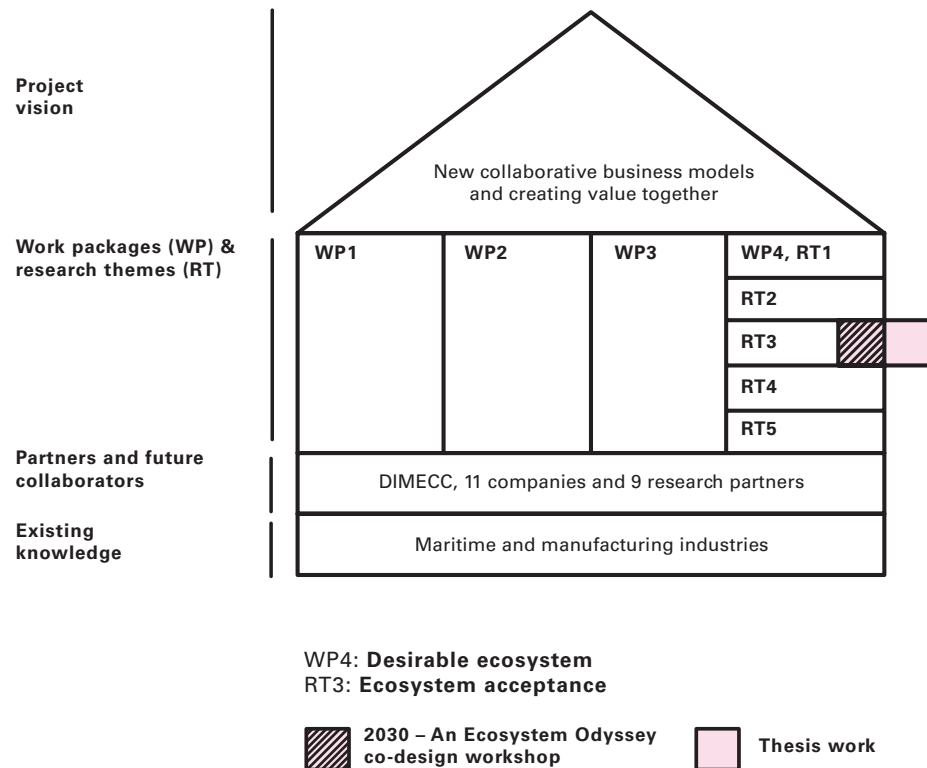 Project
vision
New collaborative business models
and creating value together
Work packages (WP) &
research themes (RT)
WP1
WP2
WP3
WP4, RT1
RT2
RT3
RT4
RT5
Partners and future
collaborators
DIMECC, 11 companies and 9 research partners
Existing
knowledge
Maritime and manufacturing industries
WP4: Desirable ecosystem
RT3: Ecosystem acceptance
2030 – An Ecosystem Odyssey
co-design workshop
Thesis work